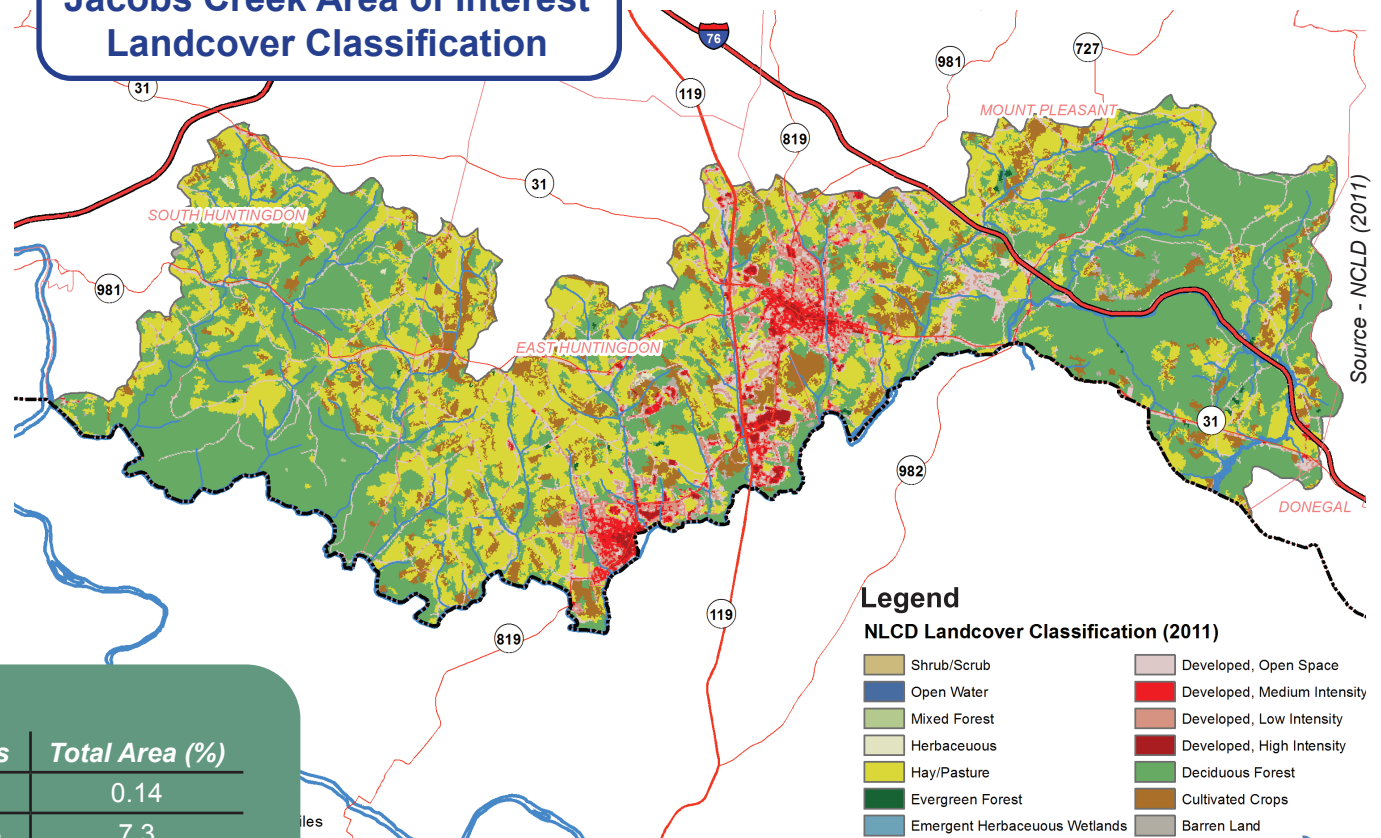 Jacobs Creek Area of Interest
Landcover Classification
76
727
981
31
119
MOUNT PLEASANT
819
31
SOUTH HUNTINGDON
Source - NCLD (2011)
981
EAST HUNTINGDON
31
982
DONEGAL
119
819
Legend
NLCD Landcover Classification (2011)
Shrub/Scrub
Open Water
Mixed Forest
Herbaceuous
Hay/Pasture
Evergreen Forest
Emergent Herbaceuous Wetlands
Developed, Open Space
Developed, Medium Intensity
Developed, Low Intensity
Developed, High Intensity
Deciduous Forest
Cultivated Crops
Barren Land
s Total Area (%)
0.14
7.3
iles